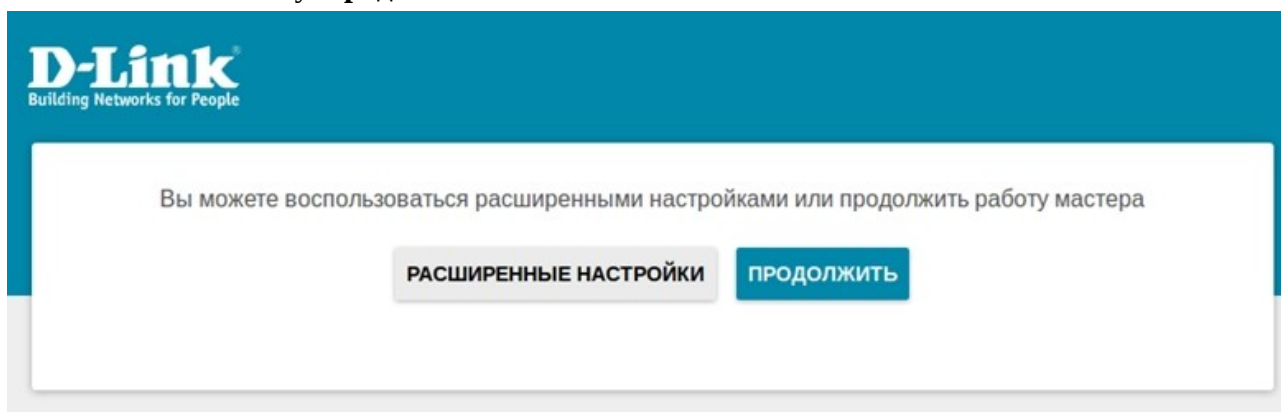 D-Link®
Building Networks for People
Вы можете воспользоваться расширенными настройками или продолжить работу мастера
РАСШИРЕННЫЕ НАСТРОЙКИ ПРОДОЛЖИТЬ